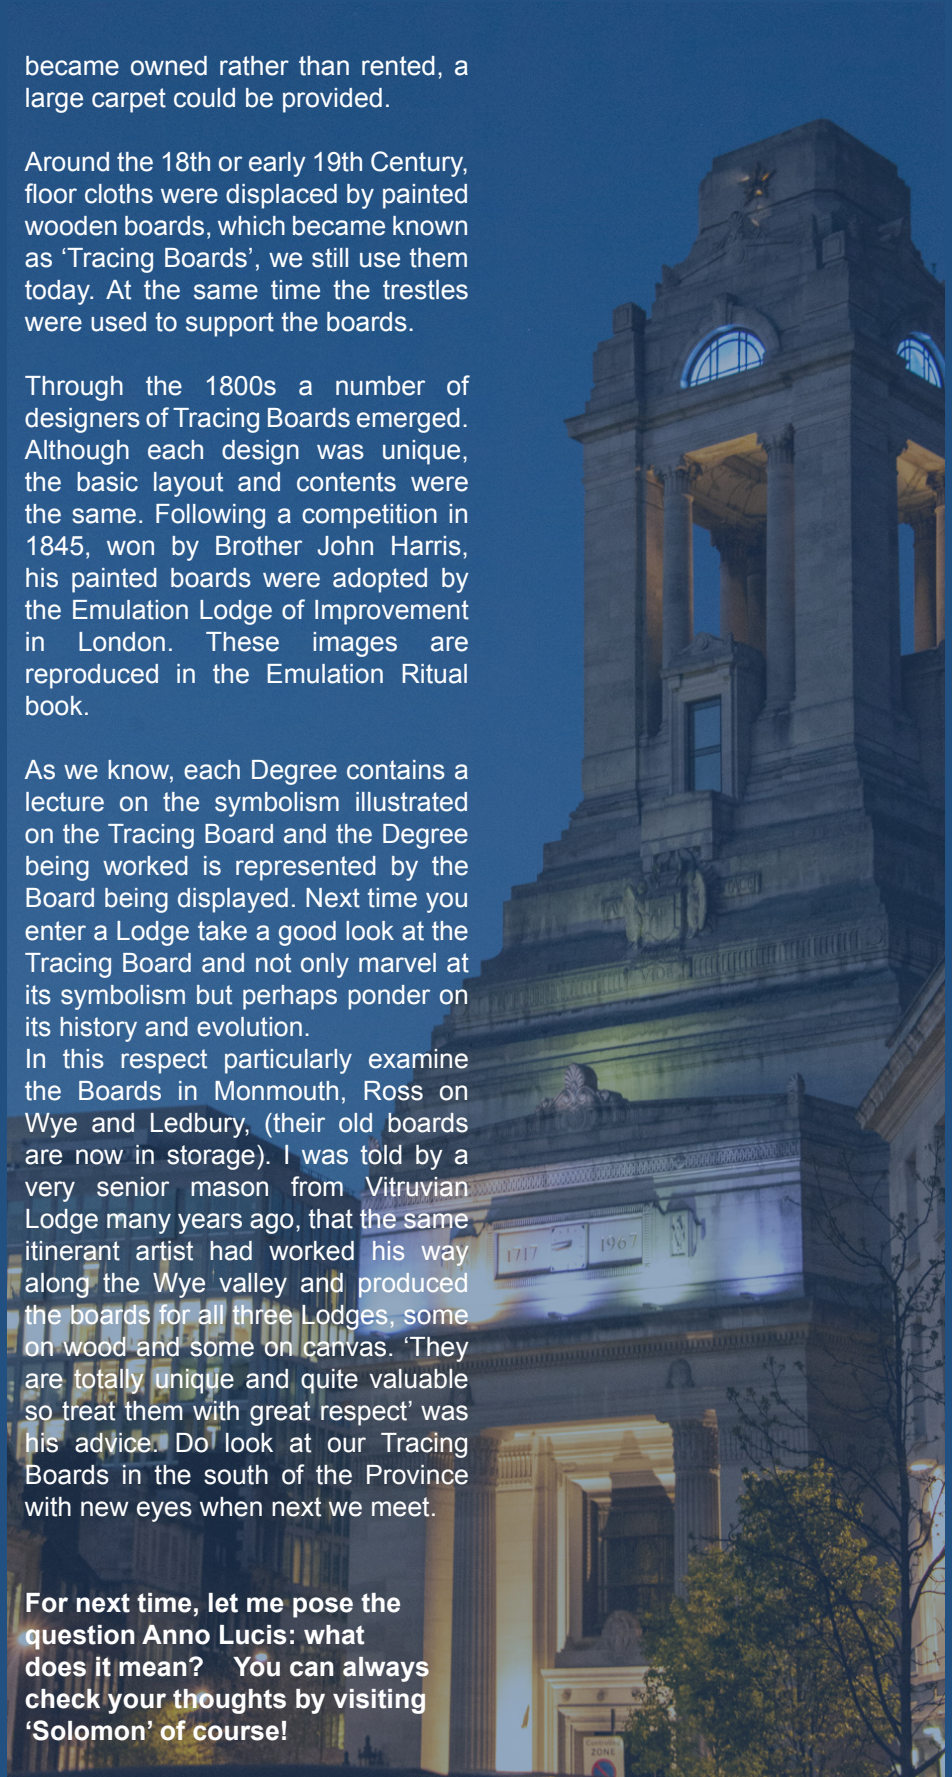 became owned rather than rented, a
large carpet could be provided.
Around the 18th or early 19th Century,
floor cloths were displaced by painted
wooden boards, which became known
as ‘Tracing Boards’, we still use them
today. At the same time the trestles
were used to support the boards.
Through the 1800s a number of
designers of Tracing Boards emerged.
Although each design was unique,
the basic layout and contents were
the same. Following a competition in
1845, won by Brother John Harris,
his painted boards were adopted by
the Emulation Lodge of Improvement
in London. These images are
reproduced in the Emulation Ritual
book.
As we know, each Degree contains a
lecture on the symbolism illustrated
on the Tracing Board and the Degree
being worked is represented by the
Board being displayed. Next time you
enter a Lodge take a good look at the
Tracing Board and not only marvel at
its symbolism but perhaps ponder on
its history and evolution.
In this respect particularly examine
the Boards in Monmouth, Ross on
Wye and Ledbury, (their old boards
are now in storage). I was told by a
very senior mason from Vitruvian
Lodge many years ago, that the same
itinerant artist had worked his way
along the Wye valley and produced
the boards for all three Lodges, some
on wood and some on canvas. ‘They
are totally unique and quite valuable
so treat them with great respect’ was
his advice. Do look at our Tracing
Boards in the south of the Province
with new eyes when next we meet.
For next time, let me pose the
question Anno Lucis: what
does it mean? You can always
check your thoughts by visiting
‘Solomon’ of course!
1717 1967
Controlled
ZONE